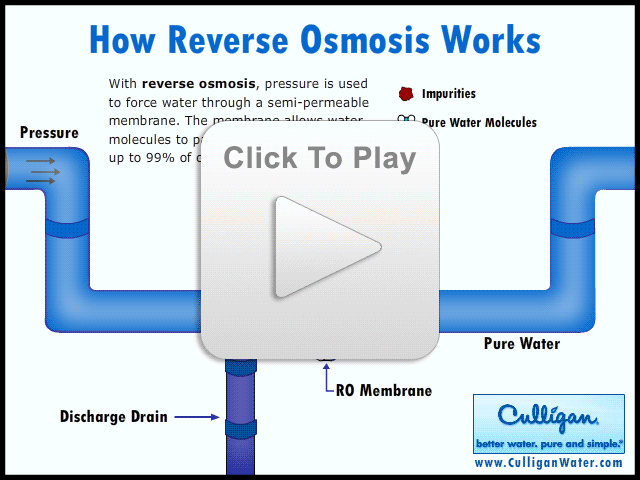 How Reverse Osmosis Works
With reverse osmosis, pressure is used
to force water through a semi-permeable
membrane. The membrane allows water
molecules to
up to 99% of
Impurities
Pure Water Molecules
Pressure
Click To Play
Pure Water
RO Membrane
Discharge Drain
Culligan
better water. pure and simple.®
www.CulliganWater.com